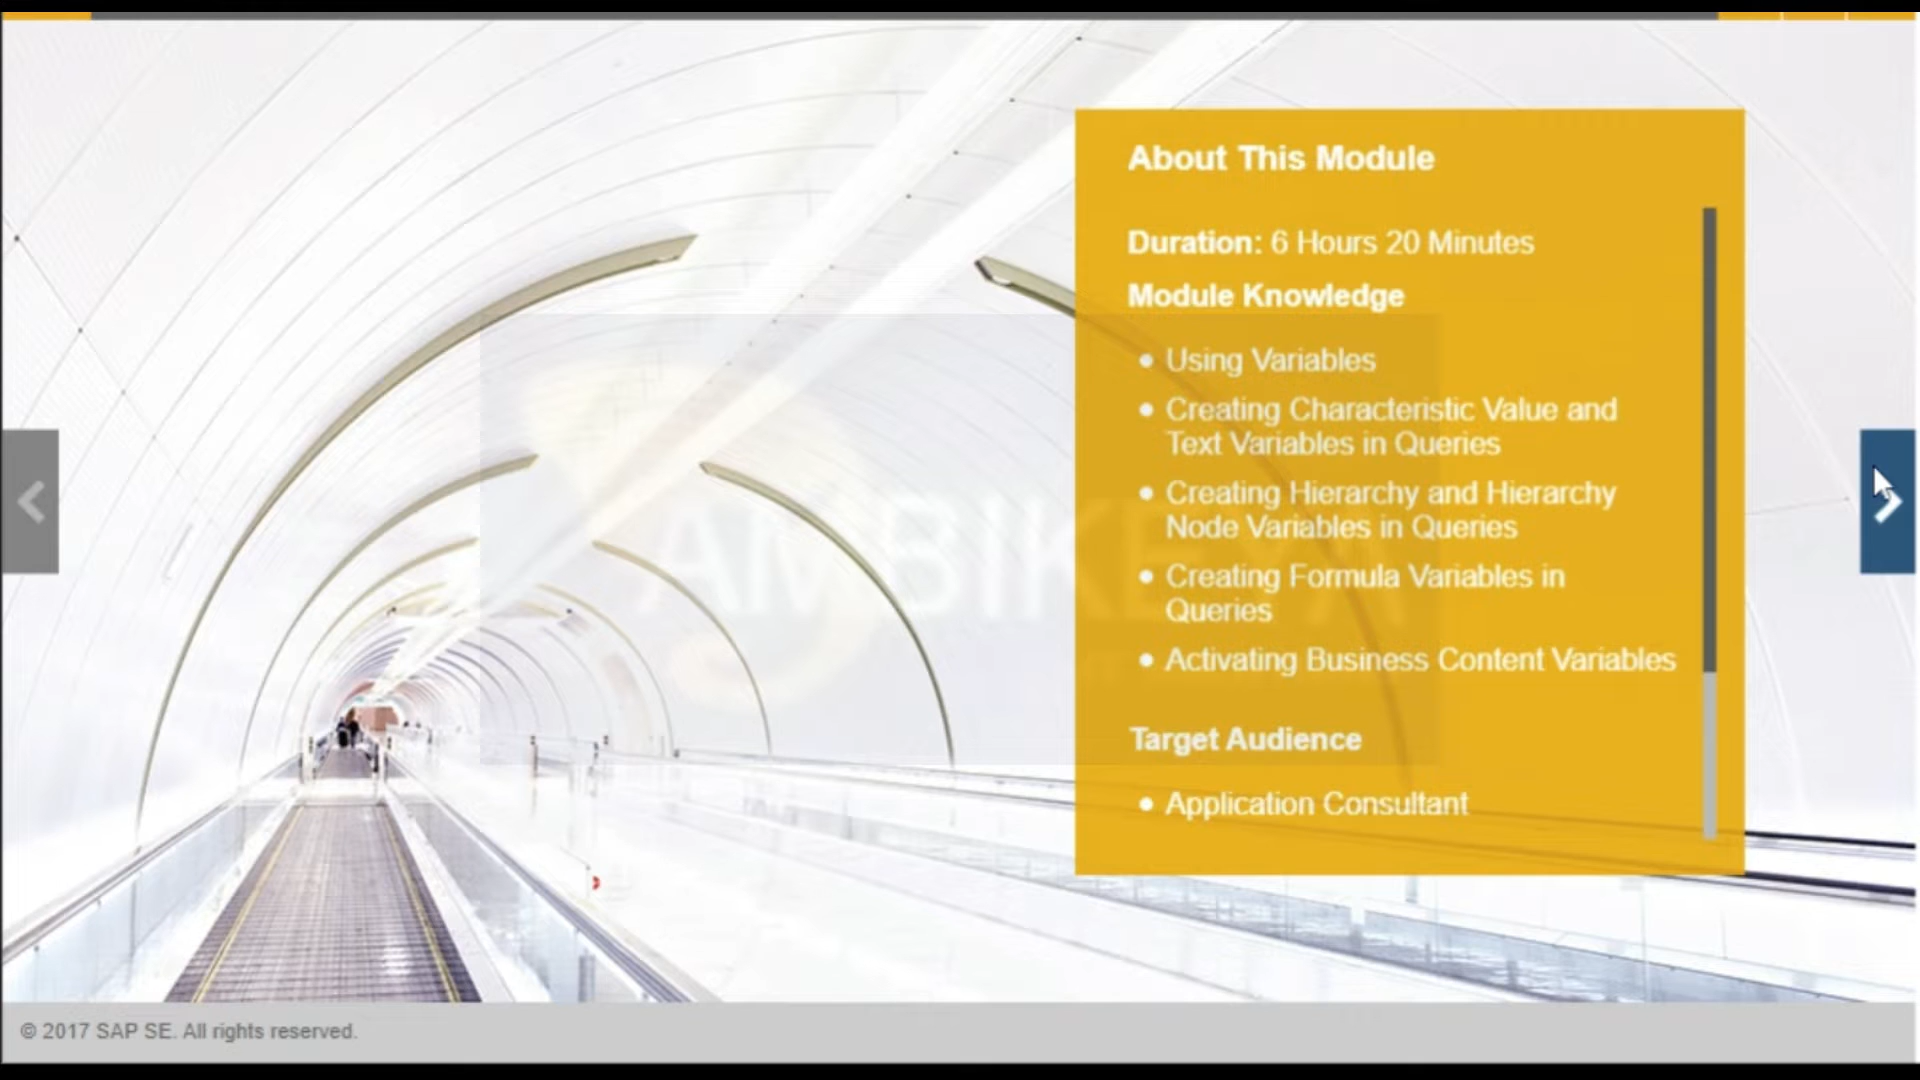 About This Module
Duration: 6 Hours 20 Minutes
Module Knowledge
Using Variables
Creating Characteristic Value and
Text Variables in Queries
Creating Hierarchy and Hierarchy
Node Variables in Queries
Creating Formula Variables in
Queries
Activating Business Content Variables
Target Audience
Application Consultant
AMBIKEYA
© 2017 SAP SE. All rights reserved.